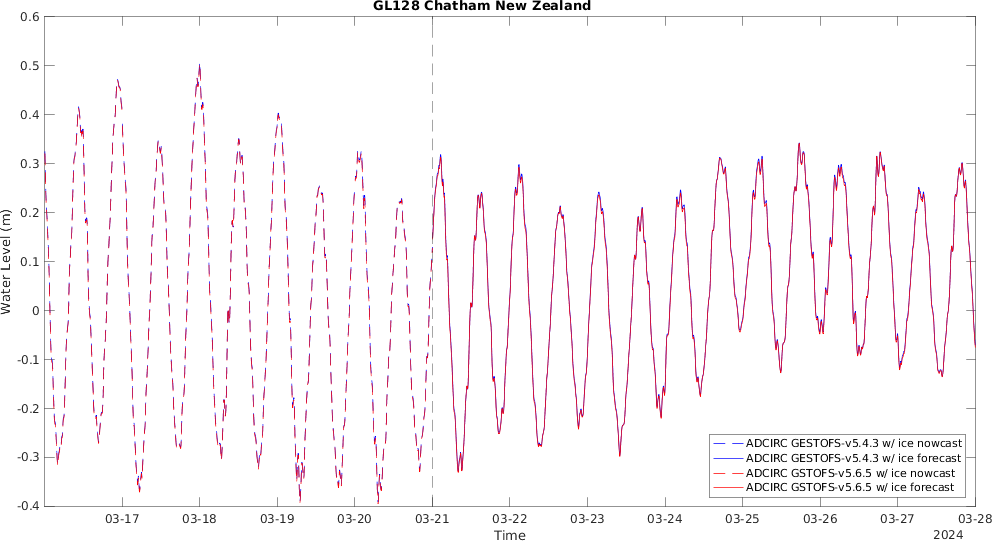 GL128 Chatham New Zealand
0.6
0.5
0.4
0.3
0.2
0.1
0
-0.1
-0.2
-0.3
-0.4
Water Level (m)
ADCIRC GESTOFS-v5.4.3 w/ ice nowcast
ADCIRC GESTOFS-v5.4.3 w/ ice forecast
ADCIRC GSTOFS-v5.6.5 w/ ice nowcast
ADCIRC GSTOFS-v5.6.5 w/ ice forecast
03-17 03-18 03-19 03-20 03-21 03-22 03-23 03-24 03-25 03-26 03-27 03-28
Time
2024